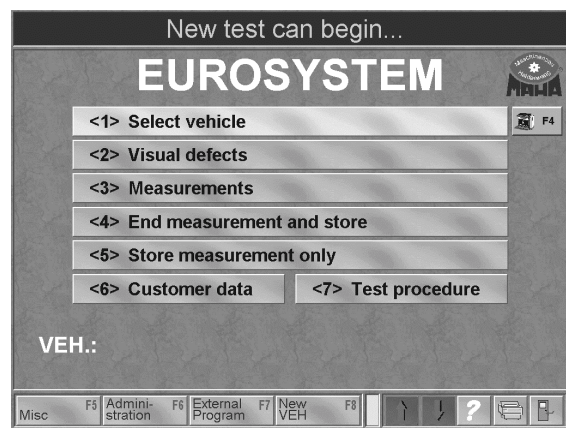 New test can begin...
EUROSYSTEM
MAHA
<1> Select vehicle
F4
<2> Visual defects
<3> Measurements
<4> End measurement and store
<5> Store measurement only
<6> Customer data
<7> Test procedure
VEH.:
Misc F5
Admini- F6
stration
External F7
Program
New F8
VEH
?